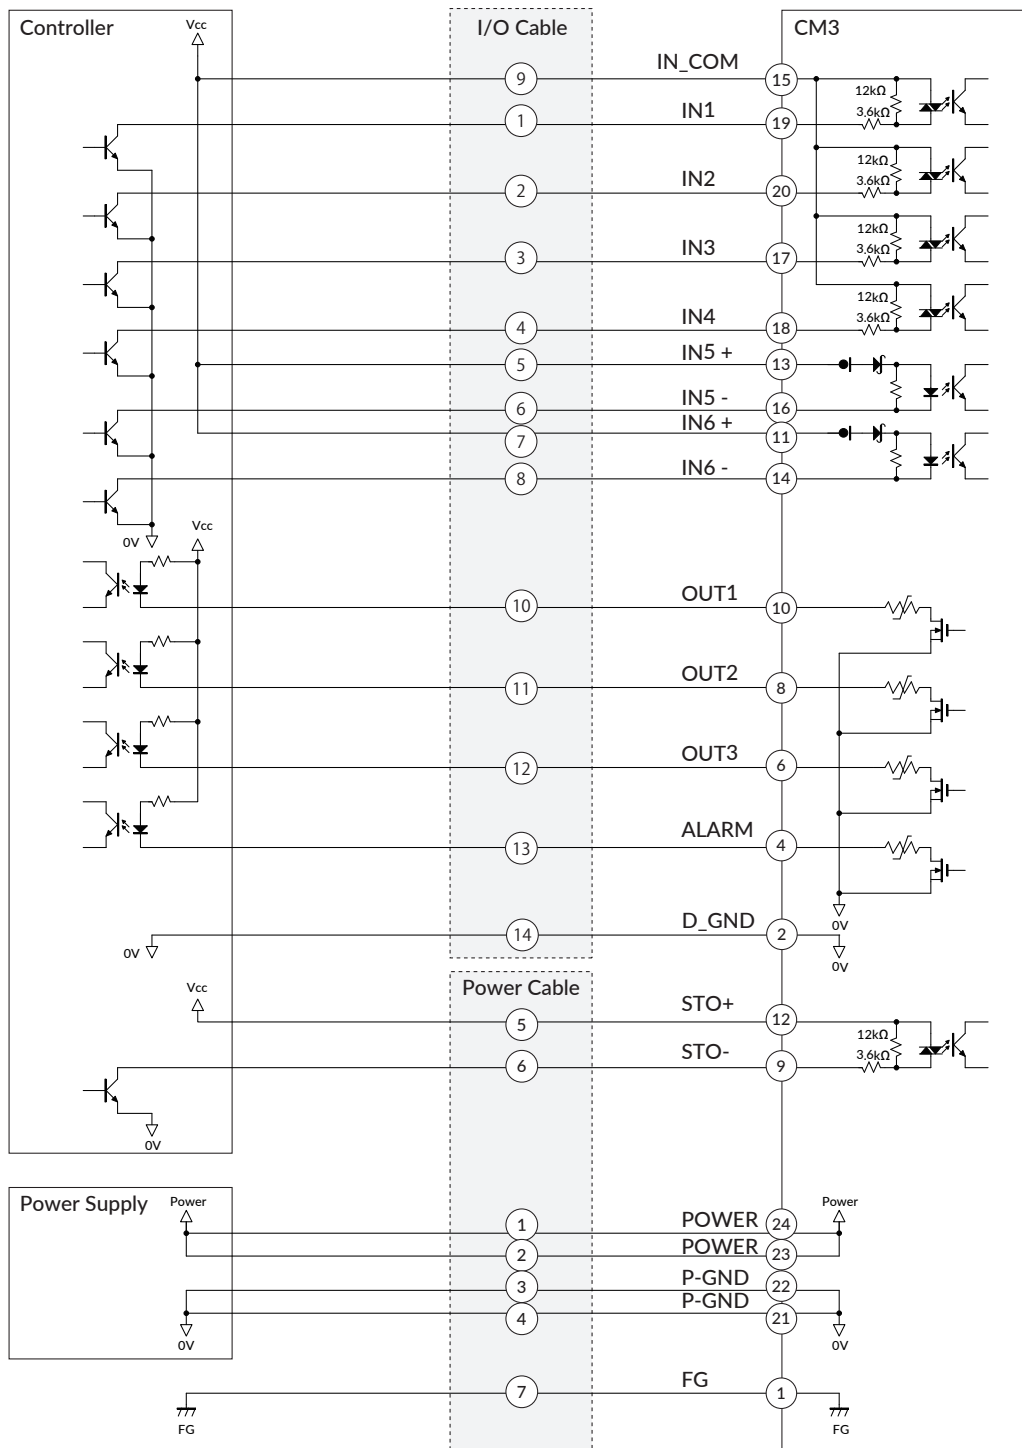 Controller
Vcc
I/O Cable
CM3
9
IN_COM
15
12kΩ
1
IN1
19
3.6kΩ
12kΩ
2
IN2
20
3.6kΩ
12kΩ
3
IN3
17
3.6kΩ
12kΩ
4
IN4
18
3.6kΩ
5
IN5 +
13
6
IN5 -
16
7
IN6 +
11
8
IN6 -
14
0V
Vcc
10
OUT1
10
11
OUT2
8
12
OUT3
6
13
ALARM
4
0V
0V
14
D_GND
2
0V
Power Cable
Vcc
5
STO+
12
12kΩ
6
STO-
9
3.6kΩ
0V
Power Supply
Power
1
POWER
24
Power
2
POWER
23
3
P-GND
22
4
P-GND
21
0V
0V
7
FG
1
FG
FG